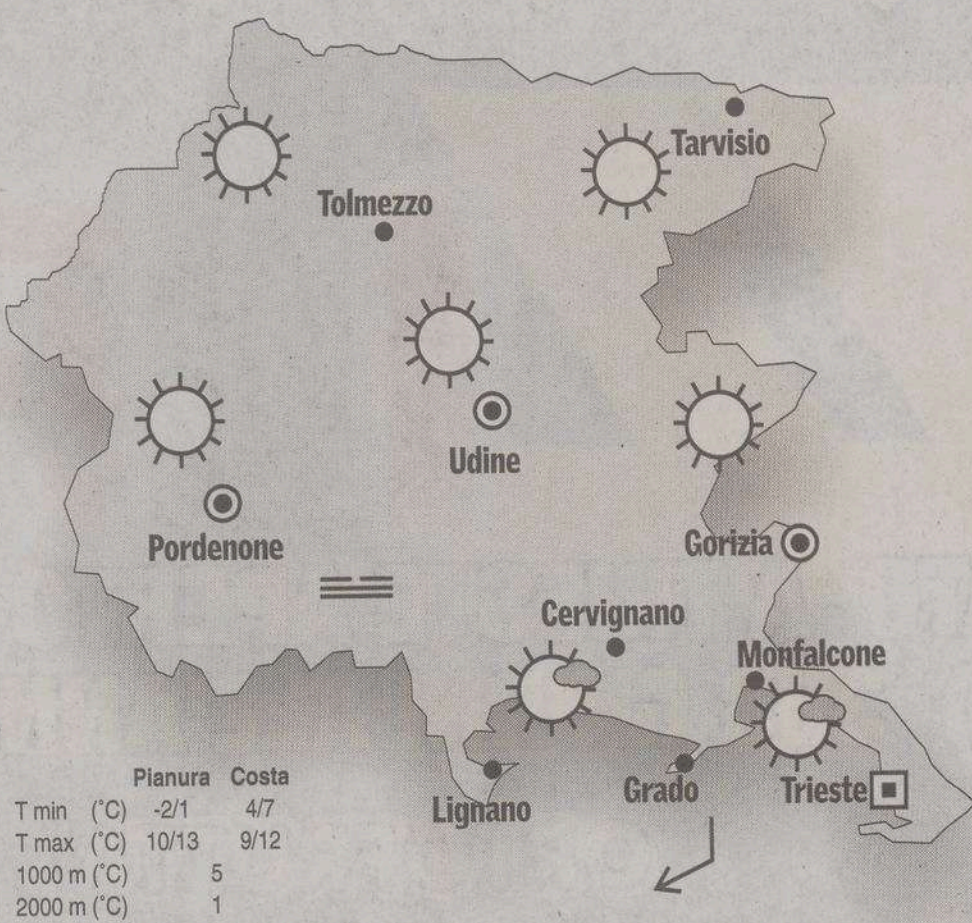 Tarvisio
Tolmezzo
Udine
Pordenone
Gorizia
Cervignano
Monfalcone
Pianura Costa
T min (°C) -2/1 4/7
T max (°C) 10/13 9/12
1000 m (°C) 5
2000 m (°C) 1
Lignano
Grado
Trieste